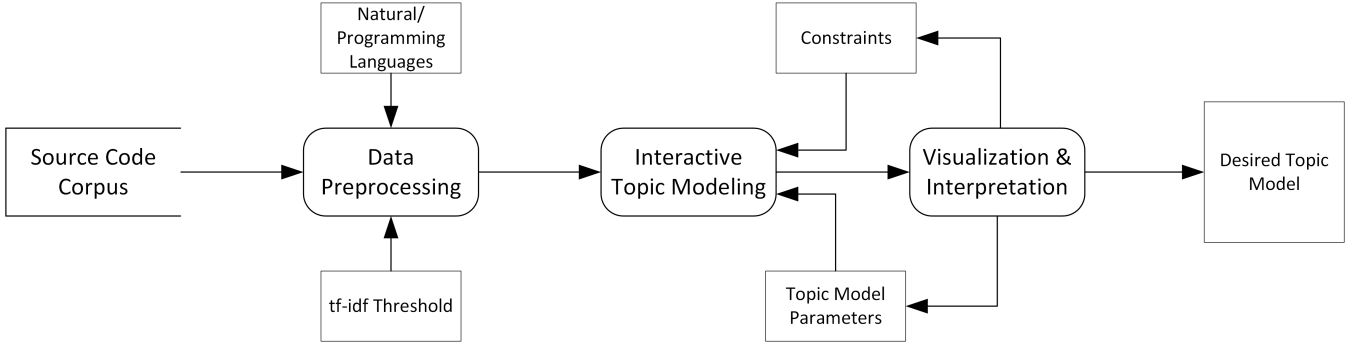 Natural/
Programming
Languages
Constraints
Source Code
Corpus
Data
Preprocessing
Interactive
Topic Modeling
Visualization &
Interpretation
Desired Topic
Model
tf-idf Threshold
Topic Model
Parameters